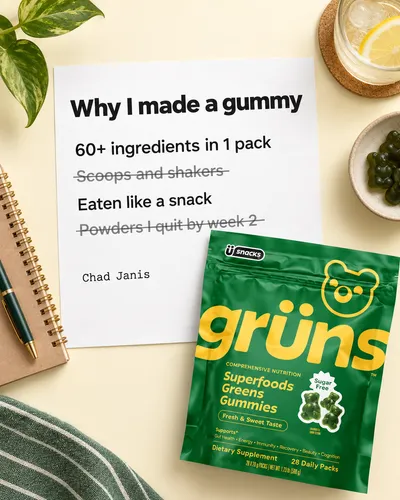 Why I made a gummy
60+ ingredients in 1 pack
Scoops and shakers
Eaten like a snack
Powders I quit by week 2
Chad Janis
snacks
grüns
COMPREHENSIVE NUTRITION
Superfoods
Greens
Gummies
Sugar
Free
Fresh & Sweet Taste
Supports*
Gut Health • Energy • Immunity • Recovery • Beauty • Cognition
Dietary Supplement
28 Daily Packs